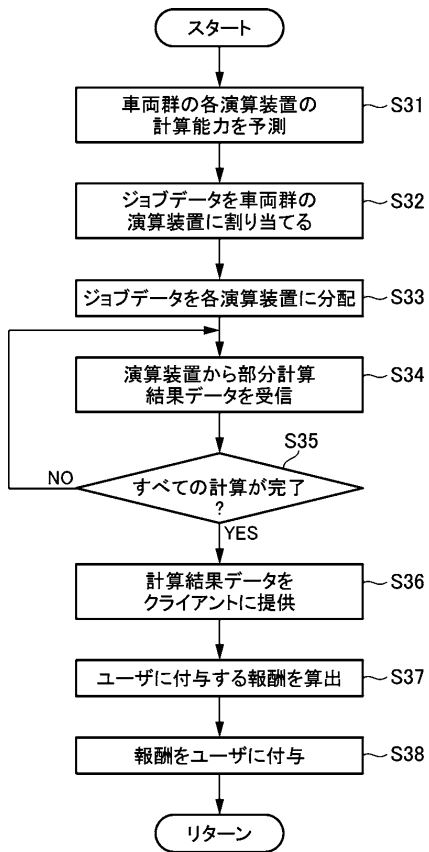 スタート
車両群の各演算装置の
計算能力を予測
S31
ジョブデータを車両群の
演算装置に割り当てる
S32
ジョブデータを各演算装置に分配
S33
演算装置から部分計算
結果データを受信
S34
S35
すべての計算が完了
?
NO
YES
計算結果データを
クライアントに提供
S36
ユーザに付与する報酬を算出
S37
報酬をユーザに付与
S38
リターン